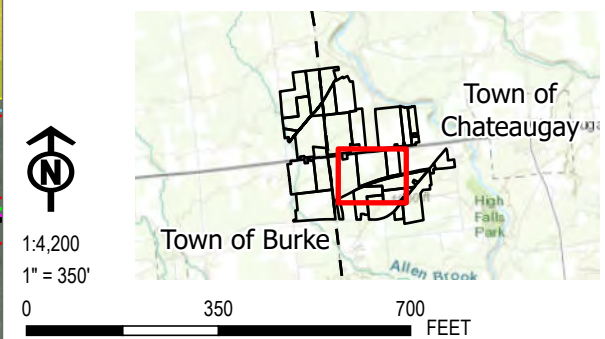 Town of
Chateaugay
N
High
Falls
Park
1:4,200
Town of Burke
1" = 350'
Allen Brook
0 350 700
FEET